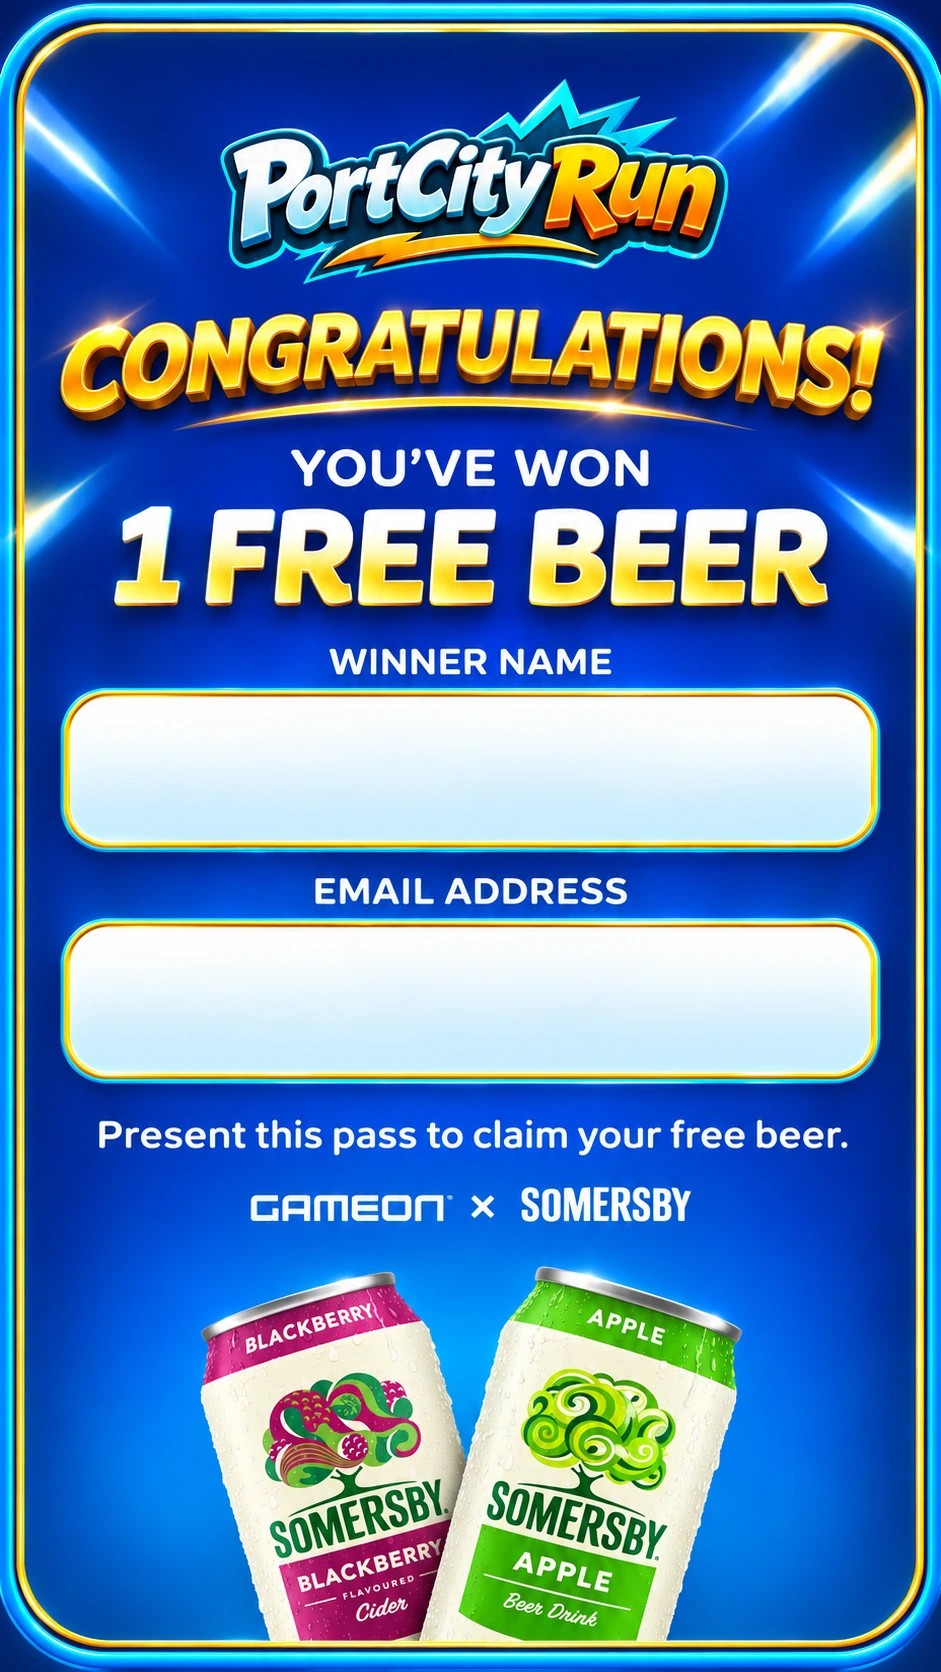 PortCityRun
CONGRATULATIONS!
YOU'VE WON
1 FREE BEER
WINNER NAME
EMAIL ADDRESS
Present this pass to claim your free beer.
GAMEON × SOMERSBY
BLACKBERRY
SOMERSBY
BLACKBERRY
FLAVOURED
Cider
APPLE
SOMERSBY
APPLE
Beer Drink